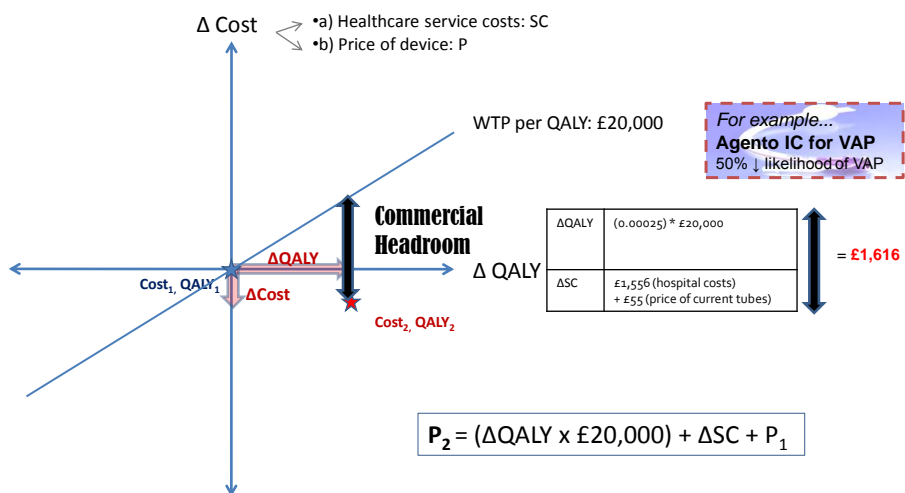 Δ Cost
•a) Healthcare service costs: SC
•b) Price of device: P
WTP per QALY: £20,000
For example...
Agento IC for VAP
50% ↓ likelihood of VAP
Commercial
Headroom
ΔQALY
Δ QALY
Cost₁, QALY₁
ΔCost
Cost₂, QALY₂
ΔQALY (0.00025) * £20,000
ΔSC £1,556 (hospital costs)
+ £55 (price of current tubes)
= £1,616
P₂ = (ΔQALY x £20,000) + ΔSC + P₁